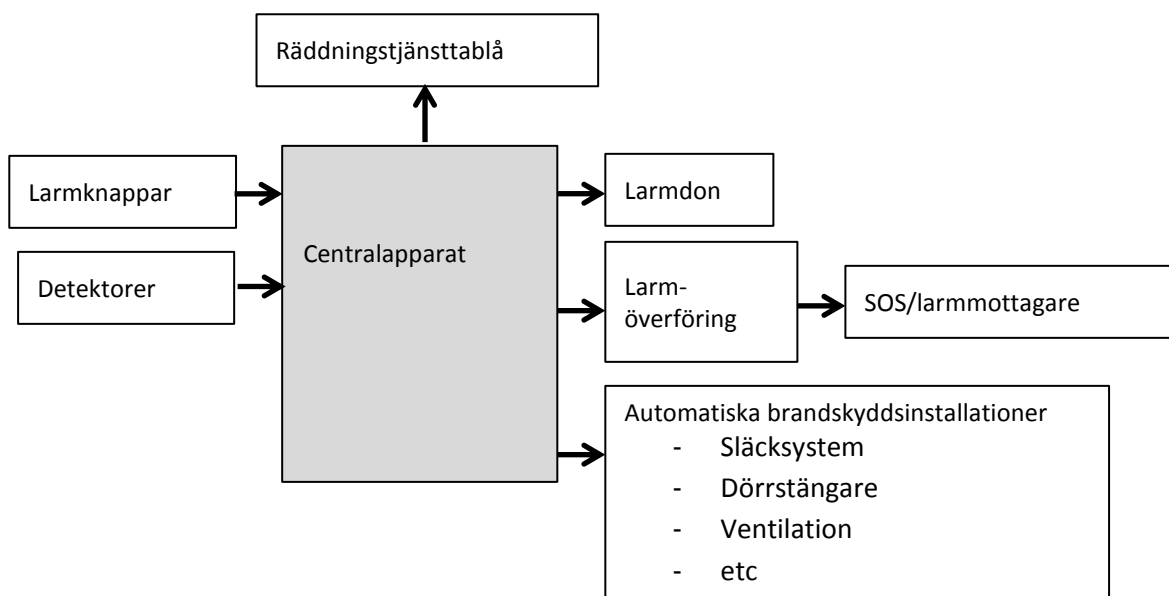 Räddningstjänsttablå
Larmknappar
Detektorer
Centralapparat
Larmdon
Larm-
överföring
SOS/larmmottagare
Automatiska brandskyddsinstallationer
- Släcksystem
- Dörrstängare
- Ventilation
- etc